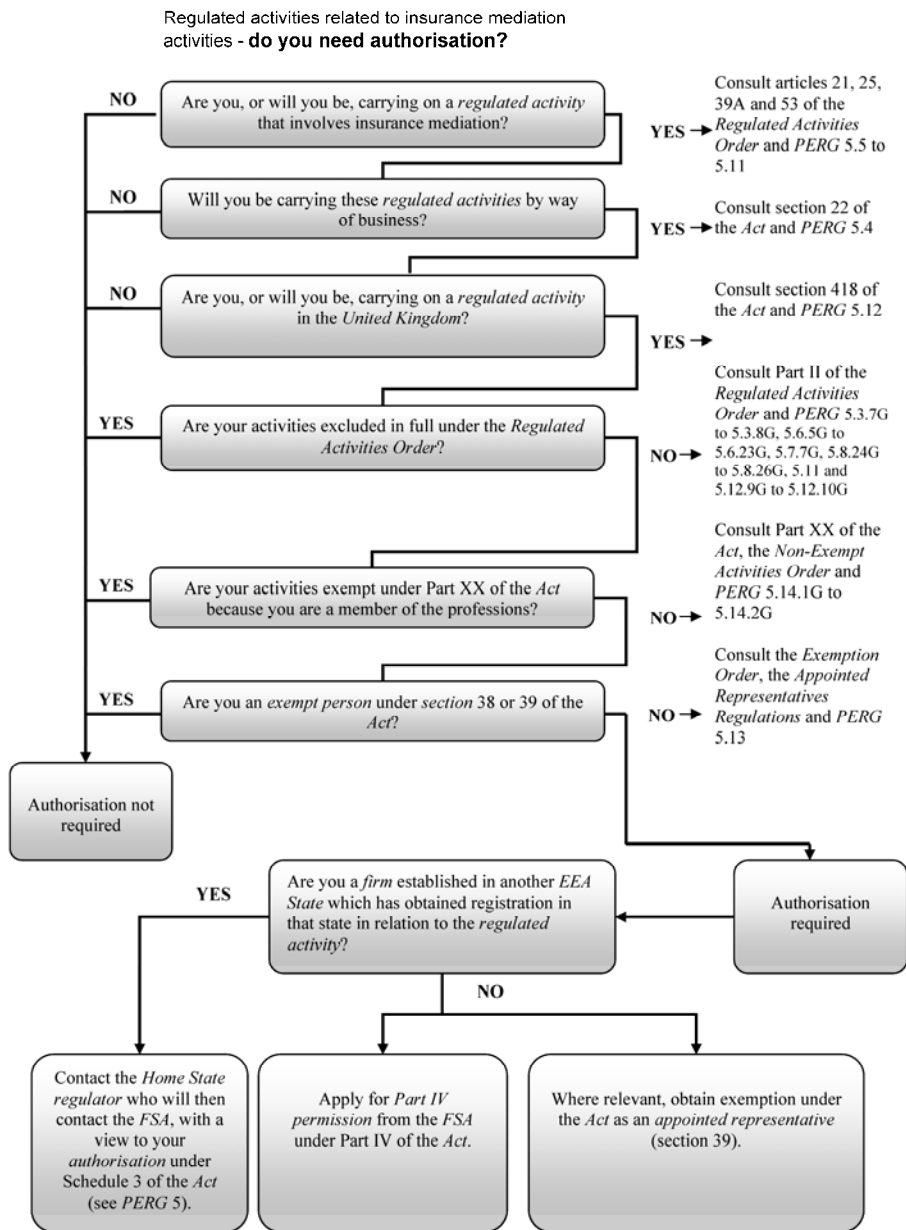 Regulated activities related to insurance mediation
activities - do you need authorisation?
NO
Are you, or will you be, carrying on a regulated activity
that involves insurance mediation?
YES
Consult articles 21, 25,
39A and 53 of the
Regulated Activities
Order and PERG 5.5 to
5.11
NO
Will you be carrying these regulated activities by way
of business?
YES
Consult section 22 of
the Act and PERG 5.4
NO
Are you, or will you be, carrying on a regulated activity
in the United Kingdom?
YES
Consult section 418 of
the Act and PERG 5.12
YES
Are your activities excluded in full under the Regulated
Activities Order?
NO
Consult Part II of the
Regulated Activities
Order and PERG 5.3.7G
to 5.3.8G, 5.6.5G to
5.6.23G, 5.7.7G, 5.8.24G
to 5.8.26G, 5.11 and
5.12.9G to 5.12.10G
YES
Are your activities exempt under Part XX of the Act
because you are a member of the professions?
NO
Consult Part XX of the
Act, the Non-Exempt
Activities Order and
PERG 5.14.1G to
5.14.2G
YES
Are you an exempt person under section 38 or 39 of the
Act?
NO
Consult the Exemption
Order, the Appointed
Representatives
Regulations and PERG
5.13
Authorisation not
required
YES
Are you a firm established in another EEA
State which has obtained registration in
that state in relation to the regulated
activity?
Authorisation
required
NO
Contact the Home State
regulator who will then
contact the FSA, with a
view to your
authorisation under
Schedule 3 of the Act
(see PERG 5).
Apply for Part IV
permission from the FSA
under Part IV of the Act.
Where relevant, obtain exemption under
the Act as an appointed representative
(section 39).